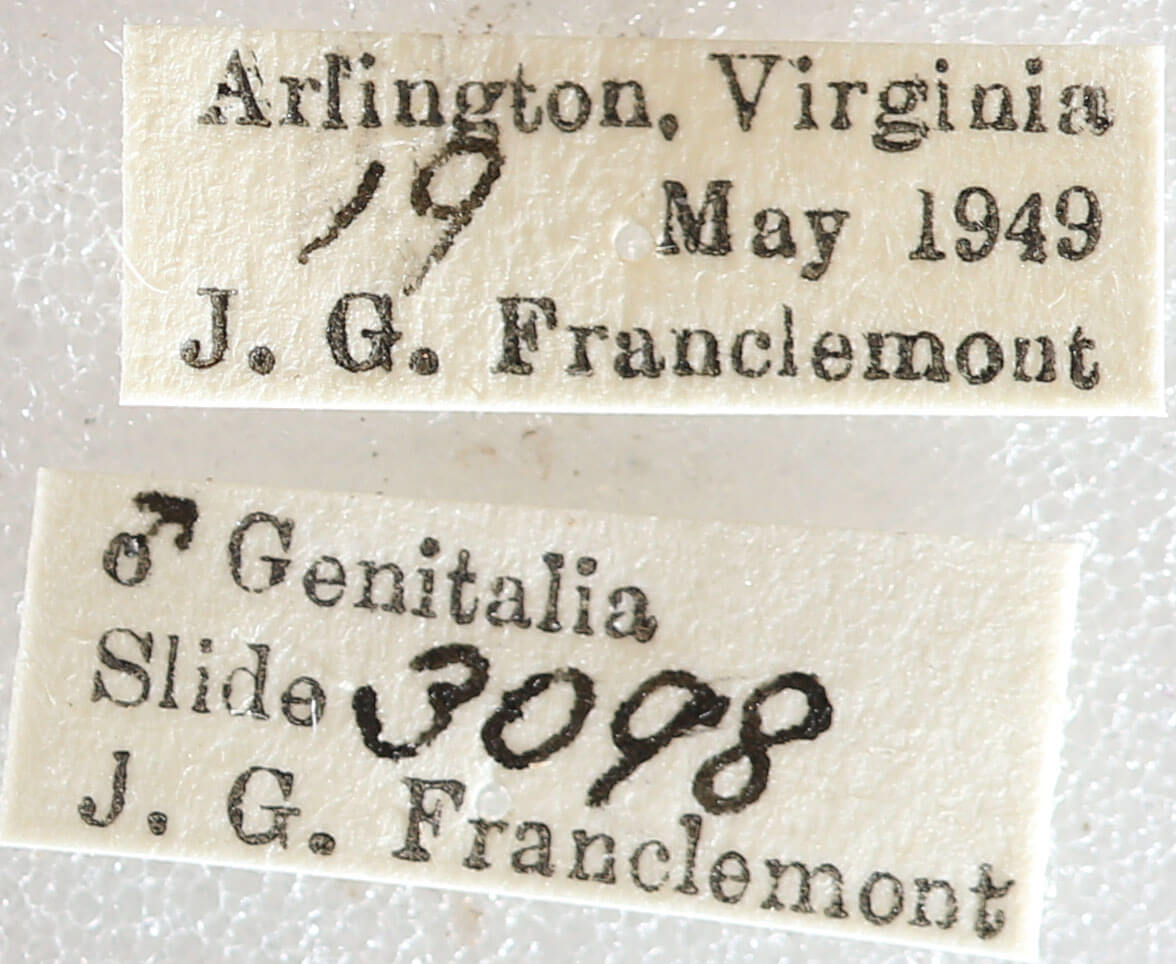 Arlington, Virginia
19 May 1949
J. G. Franclemont
♂ Genitalia
Slide 3098
J. G. Franclemont